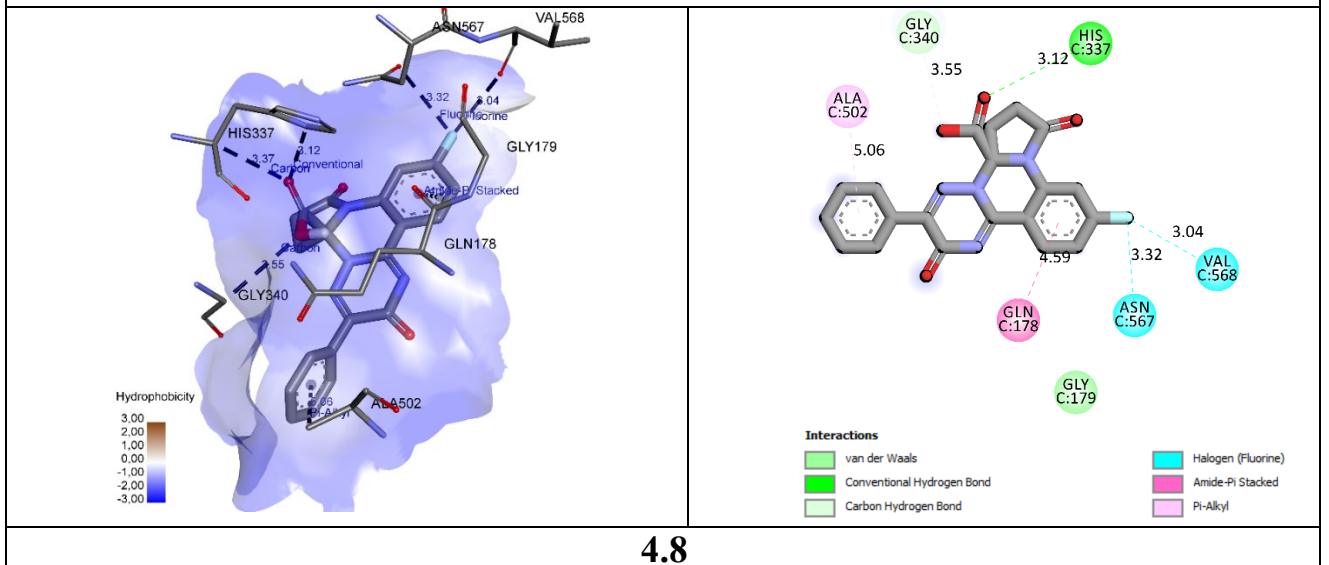 ASN567
VAL568
3.32
3.04
Fluorine
HIS337
3.12
Conventional
3.37
Carbon
GLY179
Stacked
GLN178
Carbon
3.55
GLY340
Hydrophobicity
3,00
2,00
1,00
0,00
-1,00
-2,00
-3,00
5.06
Pi-Alkyl
ALA502
GLY
C:340
HIS
C:337
3.12
3.55
ALA
C:502
5.06
3.04
3.32
4.59
VAL
C:568
GLN
C:178
ASN
C:567
GLY
C:179
Interactions
van der Waals
Conventional Hydrogen Bond
Carbon Hydrogen Bond
Halogen (Fluorine)
Amide-Pi Stacked
Pi-Alkyl
4.8